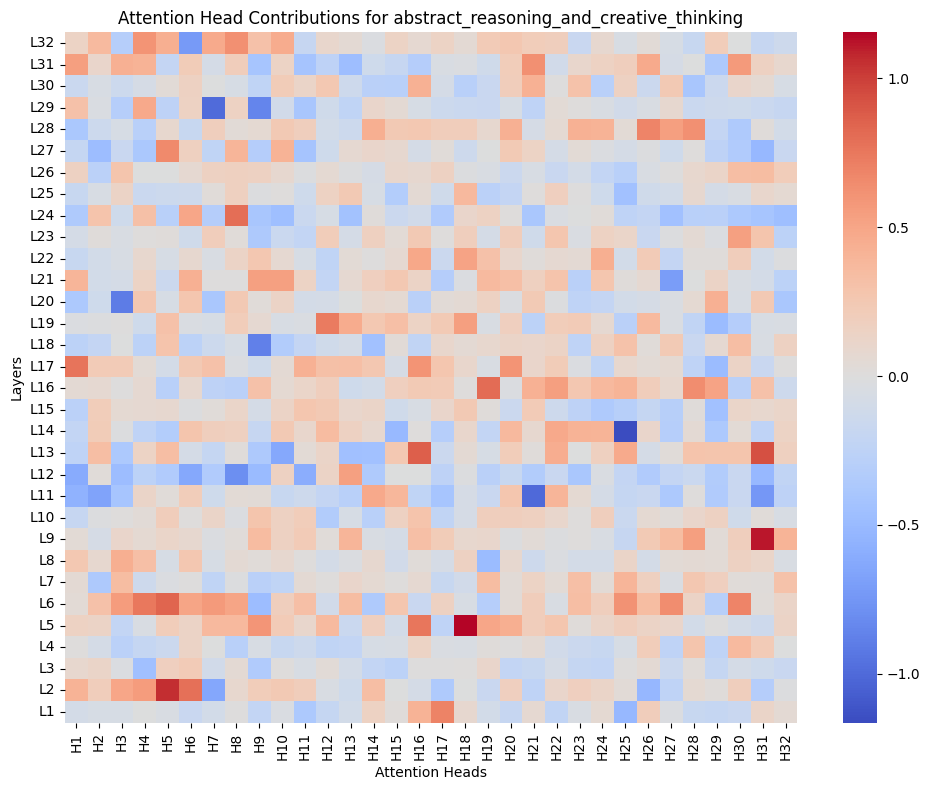 Attention Head Contributions for abstract_reasoning_and_creative_thinking
Layers
L32
L31
L30
L29
L28
L27
L26
L25
L24
L23
L22
L21
L20
L19
L18
L17
L16
L15
L14
L13
L12
L11
L10
L9
L8
L7
L6
L5
L4
L3
L2
L1
H1 H2 H3 H4 H5 H6 H7 H8 H9 H10 H11 H12 H13 H14 H15 H16 H17 H18 H19 H20 H21 H22 H23 H24 H25 H26 H27 H28 H29 H30 H31 H32
Attention Heads
1.0
0.5
0.0
−0.5
−1.0